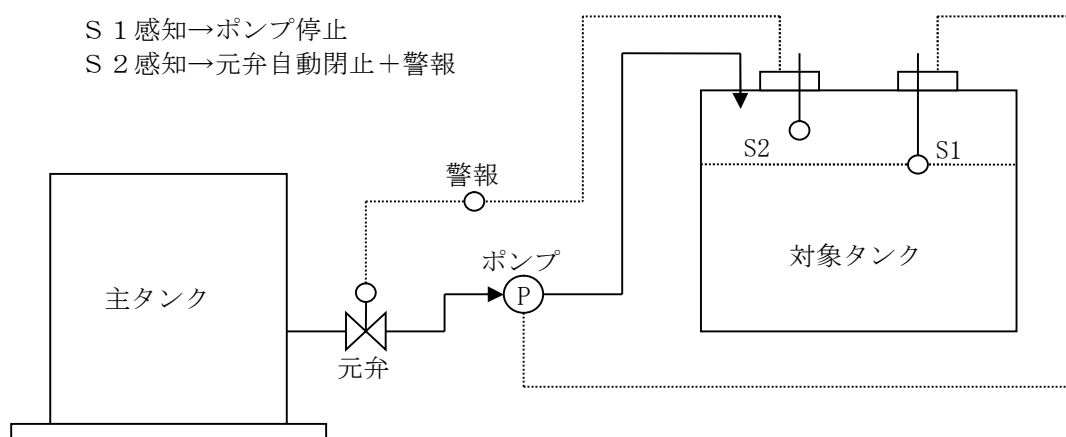 S1感知→ポンプ停止
S2感知→元弁自動閉止+警報
S2
S1
警報
ポンプ
対象タンク
主タンク
P
元弁